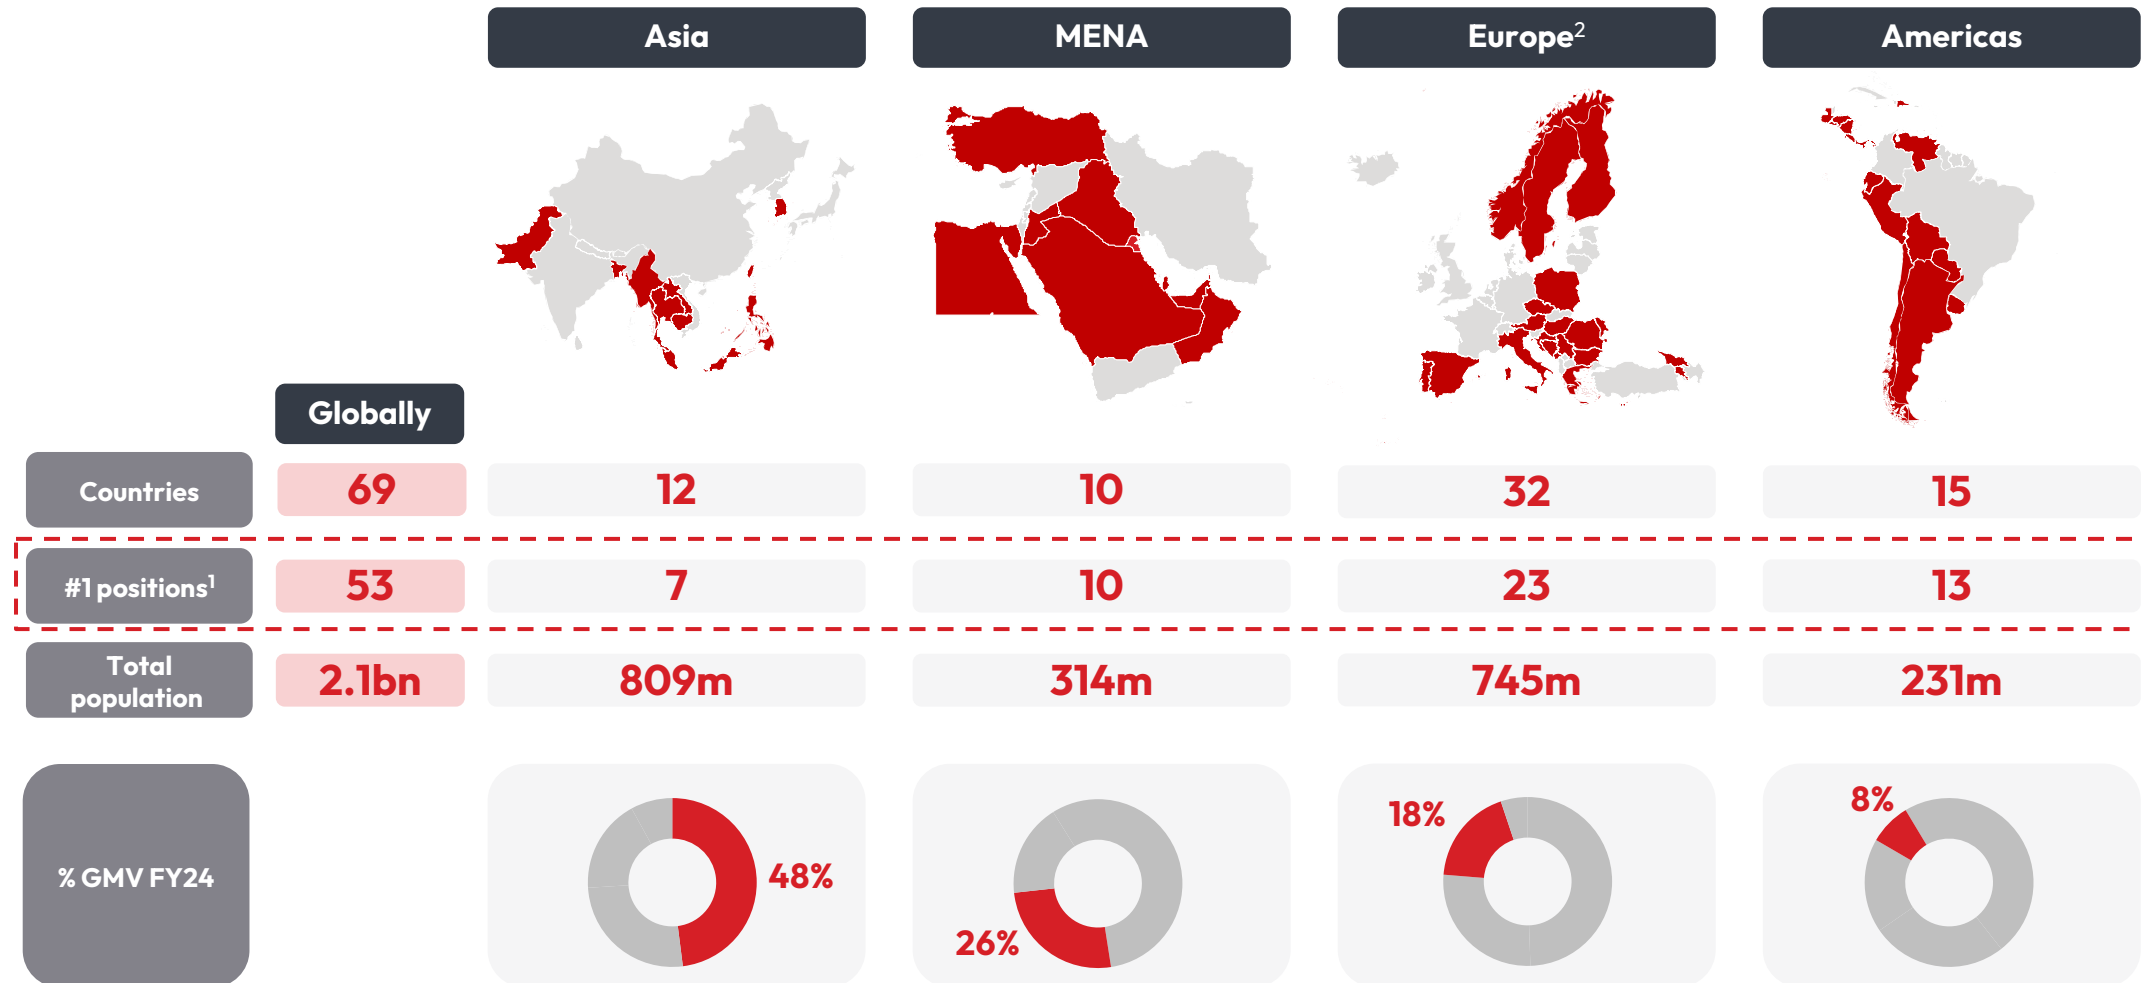 Asia
MENA
Europe²
Americas
Globally
Countries
69
12
10
32
15
#1 positions¹
53
7
10
23
13
Total
population
2.1bn
809m
314m
745m
231m
% GMV FY24
48%
26%
18%
8%